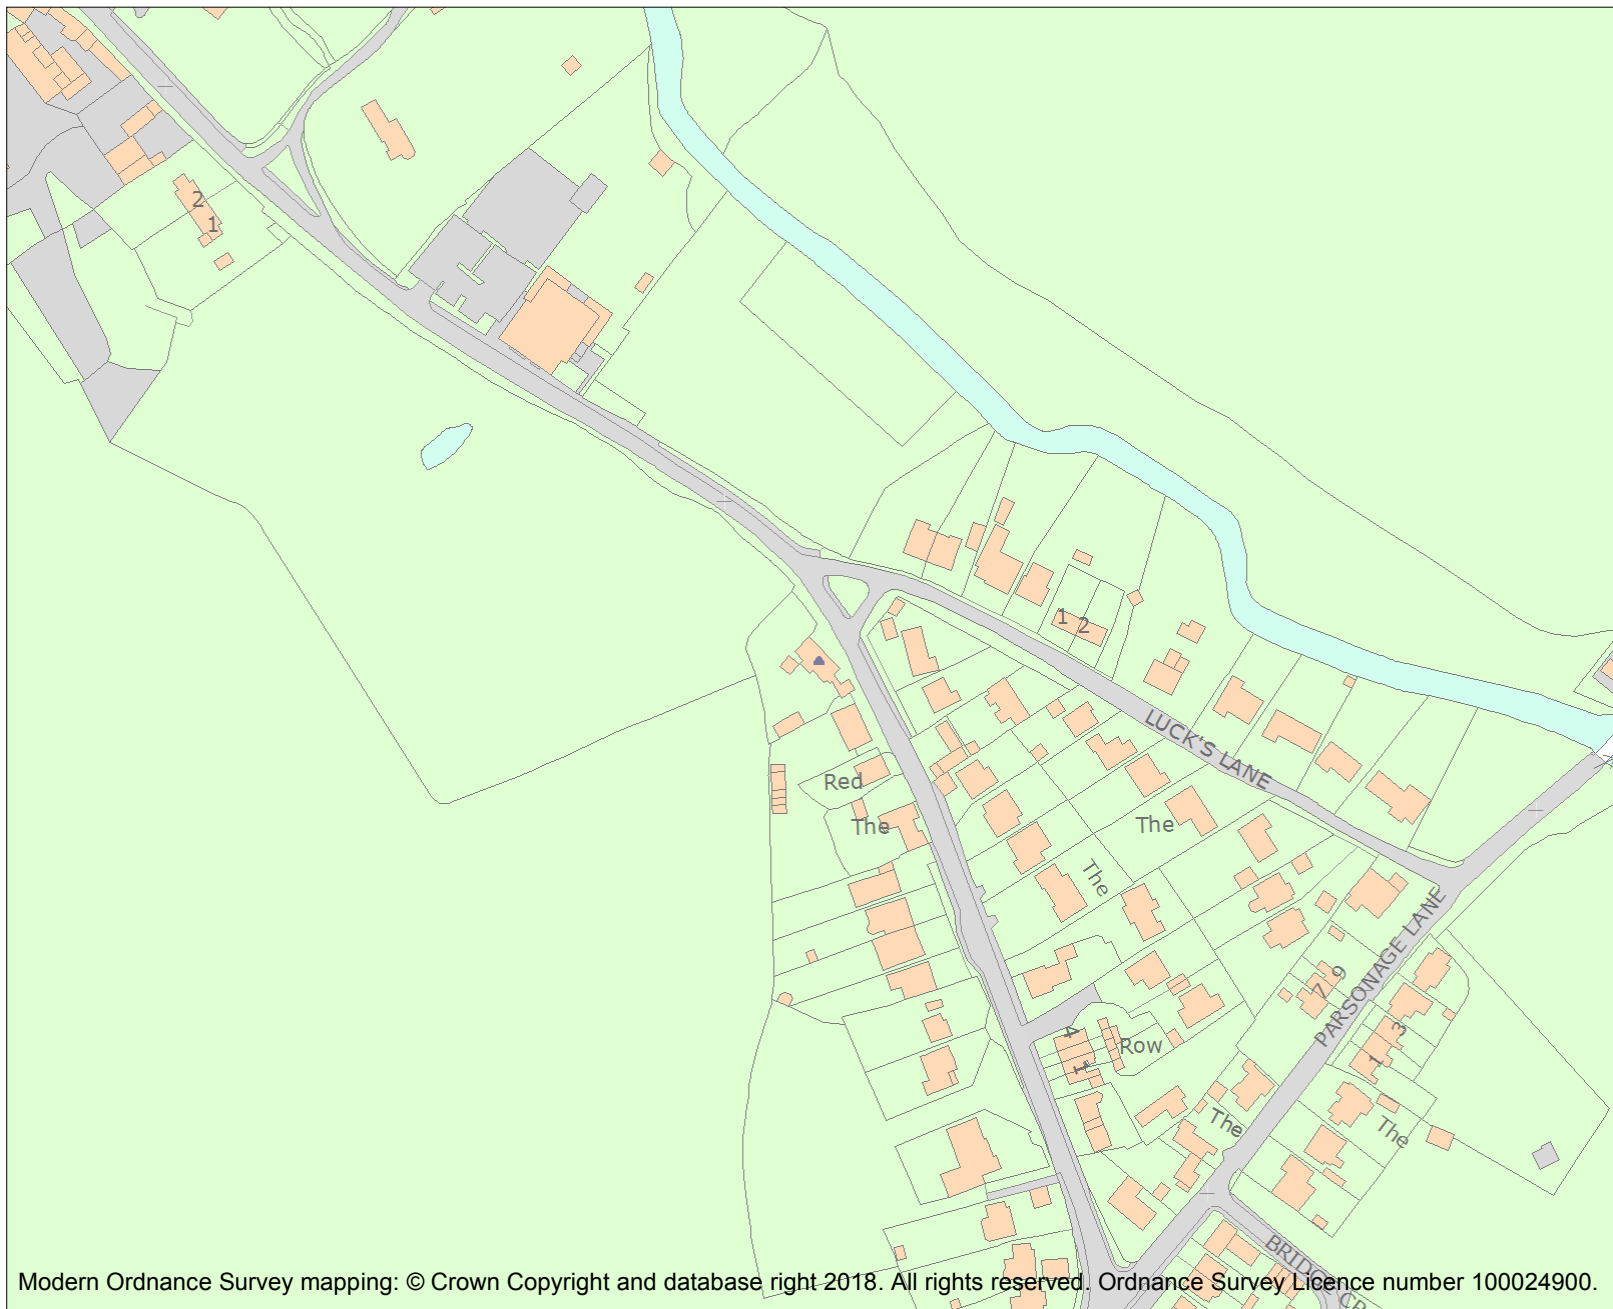 2
1
1 2
LUCK'S LANE
Red
The
The
The
PARSONAGE LANE
7 9
3
1
4
1
Row
The
The
Modern Ordnance Survey mapping: © Crown Copyright and database right 2018. All rights reserved. Ordnance Survey Licence number 100024900.